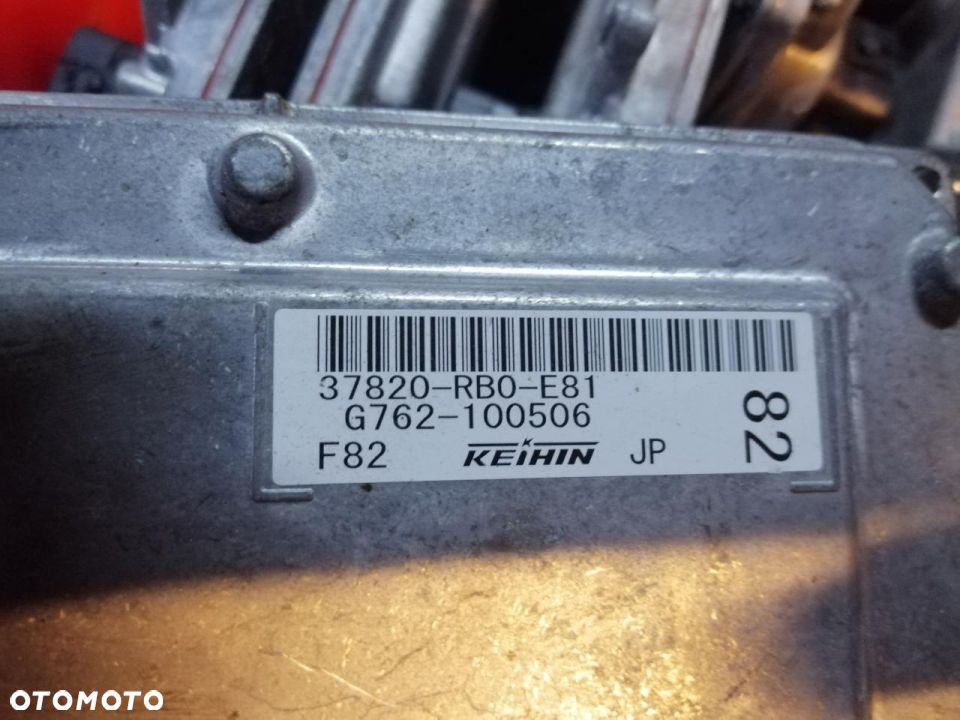 37820-RB0-E81
G762-100506
F82 KEIHIN JP
82
OTOMOTO